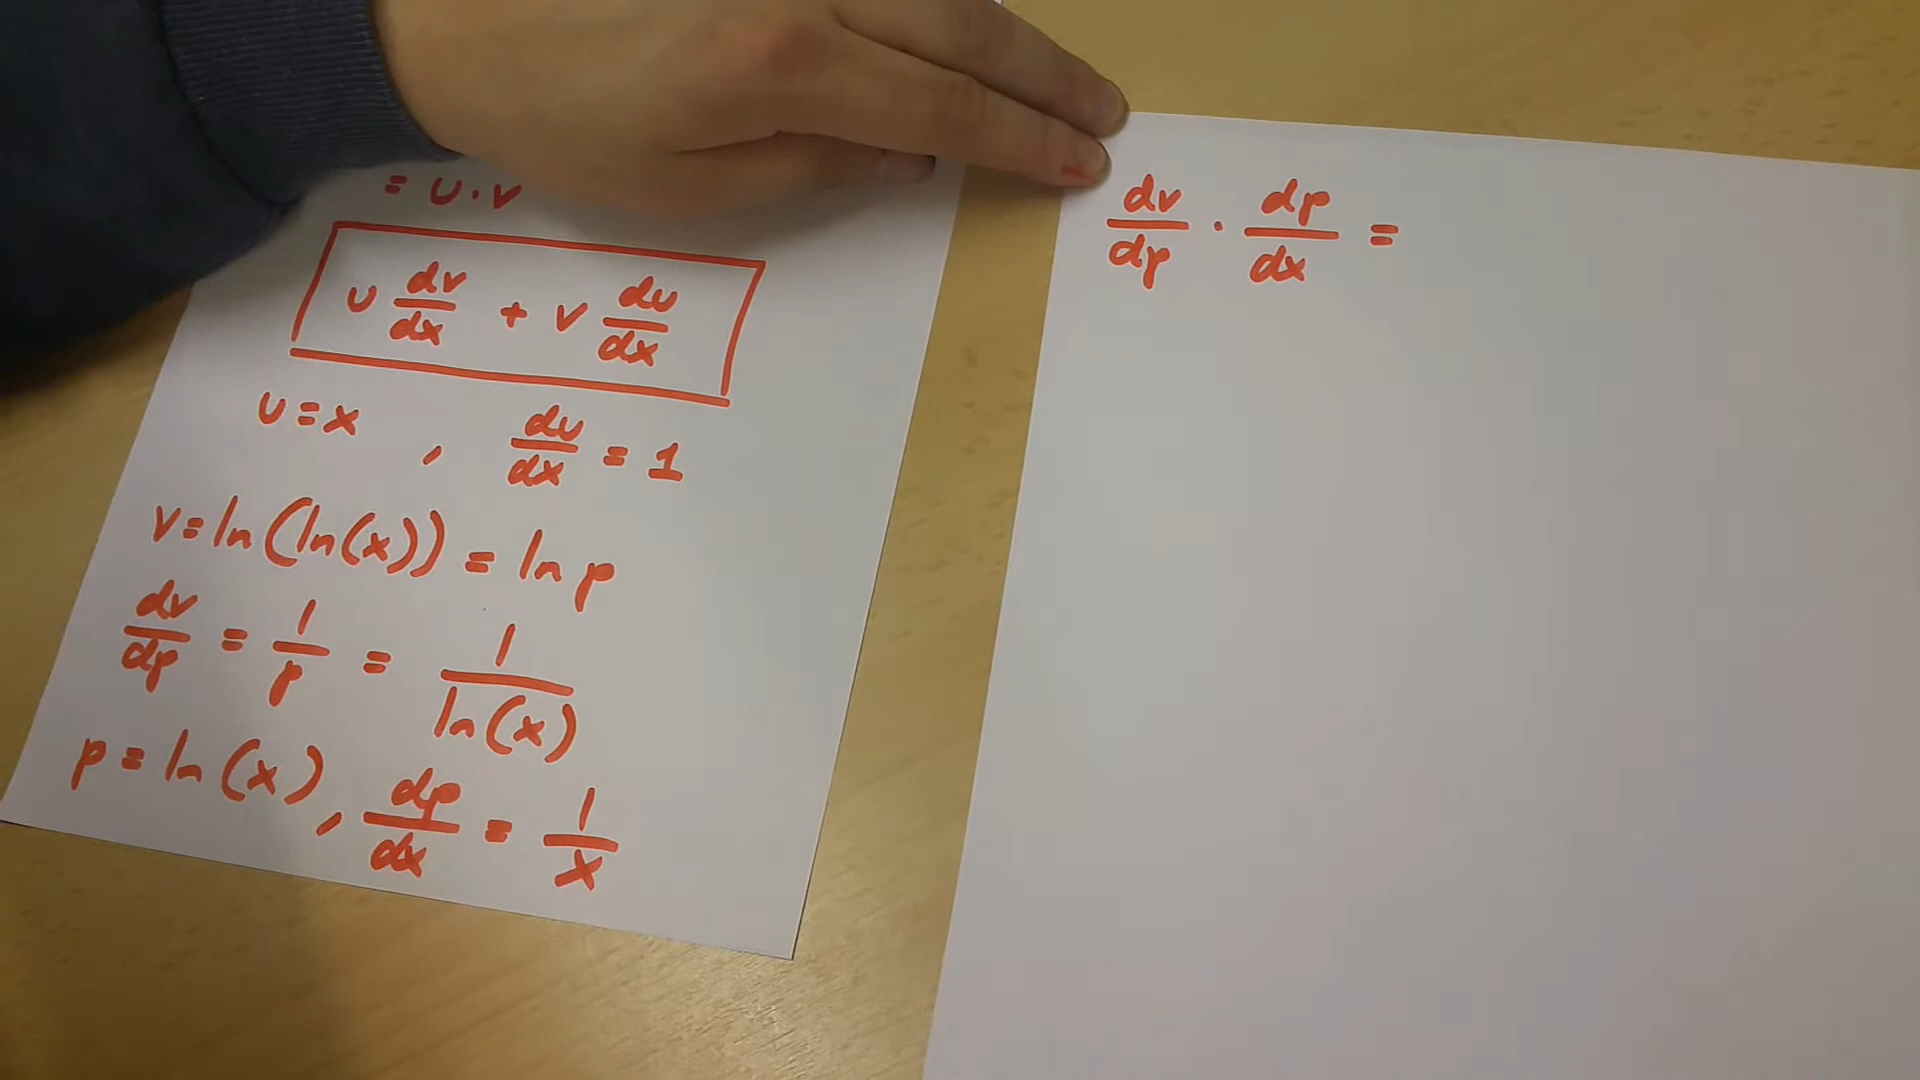 = u · v
u dv/dx + v du/dx
u = x , du/dx = 1
v = ln(ln(x)) = ln p
dv/dp = 1/p = 1/ln(x)
p = ln(x) , dp/dx = 1/x
dv/dp · dp/dx =